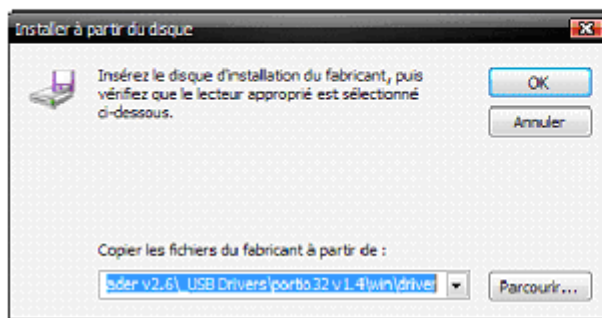 Installer à partir du disque
Insérez le disque d'installation du fabricant, puis
vérifiez que le lecteur approprié est sélectionné
ci-dessous.
OK
Annuler
Copier les fichiers du fabricant à partir de :
ader v2.6\_USB Drivers\portio32 v1.4\win\driver
Parcourir...